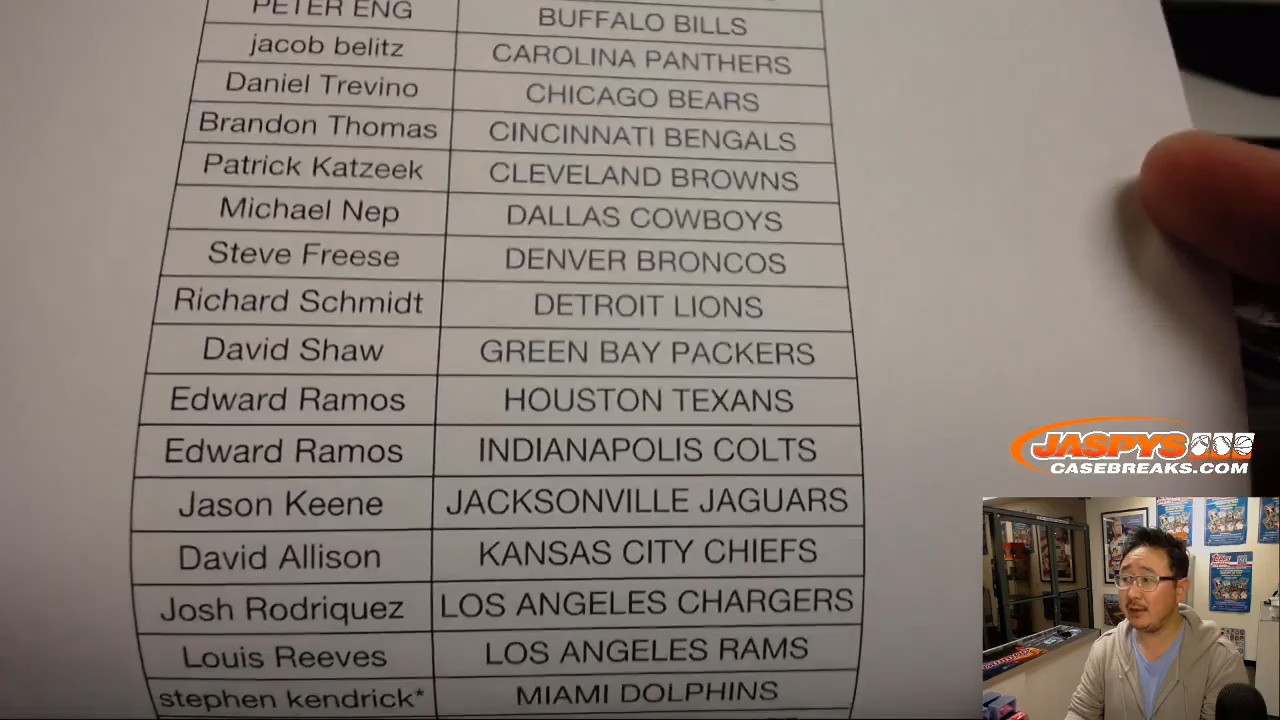 PETER ENG BUFFALO BILLS
jacob belitz CAROLINA PANTHERS
Daniel Trevino CHICAGO BEARS
Brandon Thomas CINCINNATI BENGALS
Patrick Katzeek CLEVELAND BROWNS
Michael Nep DALLAS COWBOYS
Steve Freese DENVER BRONCOS
Richard Schmidt DETROIT LIONS
David Shaw GREEN BAY PACKERS
Edward Ramos HOUSTON TEXANS
Edward Ramos INDIANAPOLIS COLTS
Jason Keene JACKSONVILLE JAGUARS
David Allison KANSAS CITY CHIEFS
Josh Rodriquez LOS ANGELES CHARGERS
Louis Reeves LOS ANGELES RAMS
stephen kendrick* MIAMI DOLPHINS
JASPYS
CASEBREAKS.COM